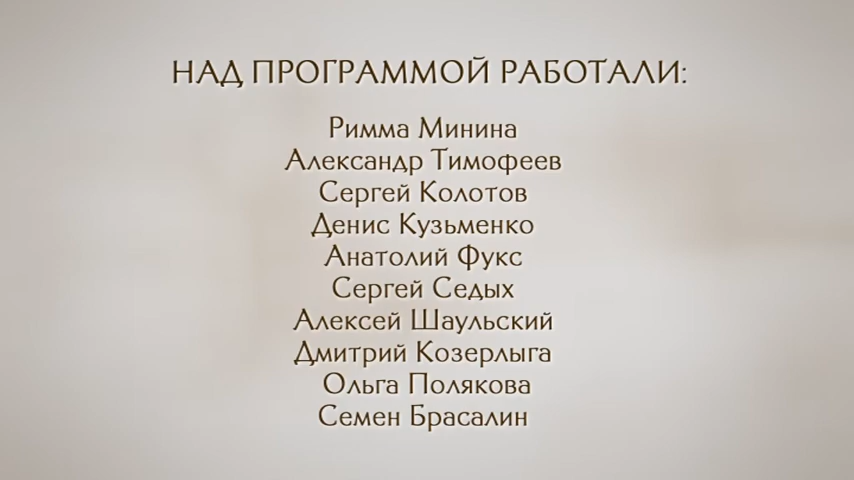 НАД ПРОГРАММОЙ РАБОТАЛИ:
Римма Минина
Александр Тимофеев
Сергей Колотов
Денис Кузьменко
Анатолий Фукс
Сергей Седых
Алексей Шаульский
Дмитрий Козерлыга
Ольга Полякова
Семен Брасалин